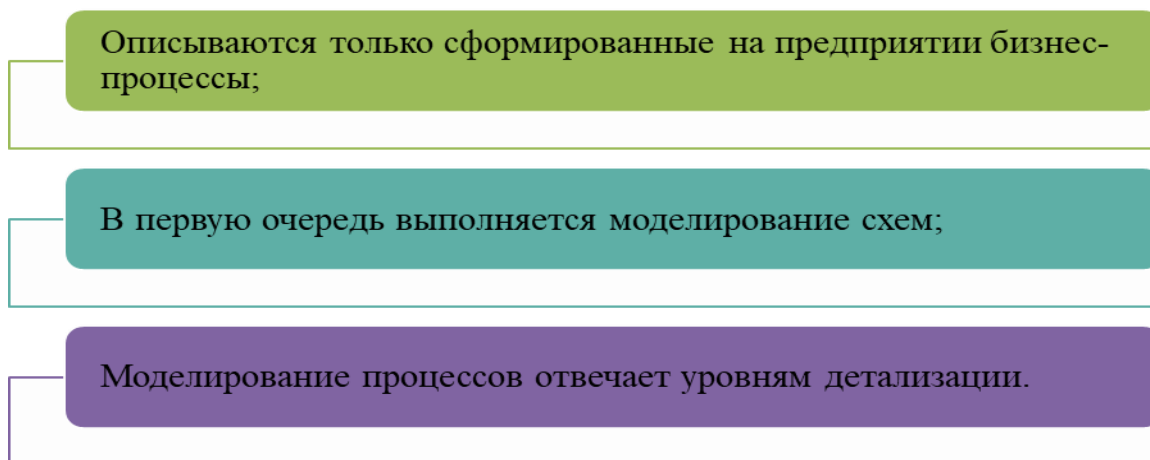 Описываются только сформированные на предприятии бизнес-
процессы;
В первую очередь выполняется моделирование схем;
Моделирование процессов отвечает уровням детализации.